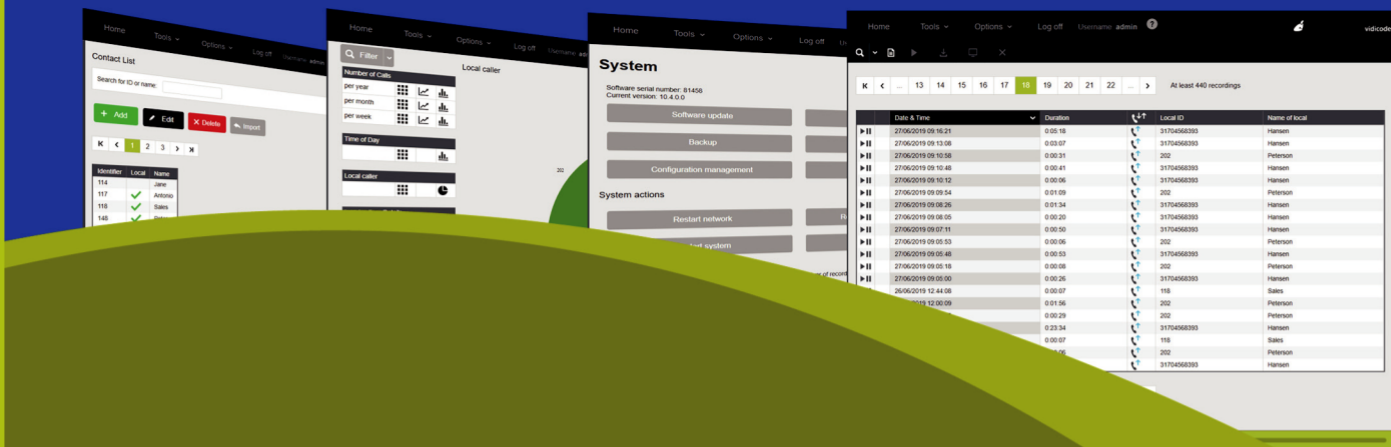 Home Tools Options Log off Username admin
Contact List
Search for ID or name:
+ Add Edit X Delete Import
1 2 3
Identifier Local Name
114 Jane
117 Antonio
118 Sales
148
Home Tools Options Log off Username
Filter Local caller
Number of Calls
per year
per month
per week
Time of Day
Local caller
202
Home Tools Options Log off
System
Software serial number: 81458
Current version: 10.4.0.0
Software update
Backup
Configuration management
System actions
Restart network
system
Home Tools Options Log off Username admin ? vidicode
... 13 14 15 16 17 18 19 20 21 22 ... At least 440 recordings
Date & Time Duration Local ID Name of local
27/06/2019 09:16:21 0:05:18 31704568393 Hansen
27/06/2019 09:13:08 0:03:07 31704568393 Hansen
27/06/2019 09:10:58 0:00:31 202 Peterson
27/06/2019 09:10:48 0:00:41 31704568393 Hansen
27/06/2019 09:10:12 0:00:06 31704568393 Hansen
27/06/2019 09:09:54 0:01:09 202 Peterson
27/06/2019 09:08:26 0:01:34 31704568393 Hansen
27/06/2019 09:08:05 0:00:20 31704568393 Hansen
27/06/2019 09:07:11 0:00:50 31704568393 Hansen
27/06/2019 09:05:53 0:00:06 202 Peterson
27/06/2019 09:05:48 0:00:53 31704568393 Hansen
27/06/2019 09:05:18 0:00:08 202 Peterson
27/06/2019 09:05:00 0:00:26 31704568393 Hansen
26/06/2019 12:44:08 0:00:07 118 Sales
2019 12:00:09 0:01:56 202 Peterson
0:00:29 202 Peterson
0:23:34 31704568393 Hansen
0:00:07 118 Sales
202 Peterson
31704568393 Hansen